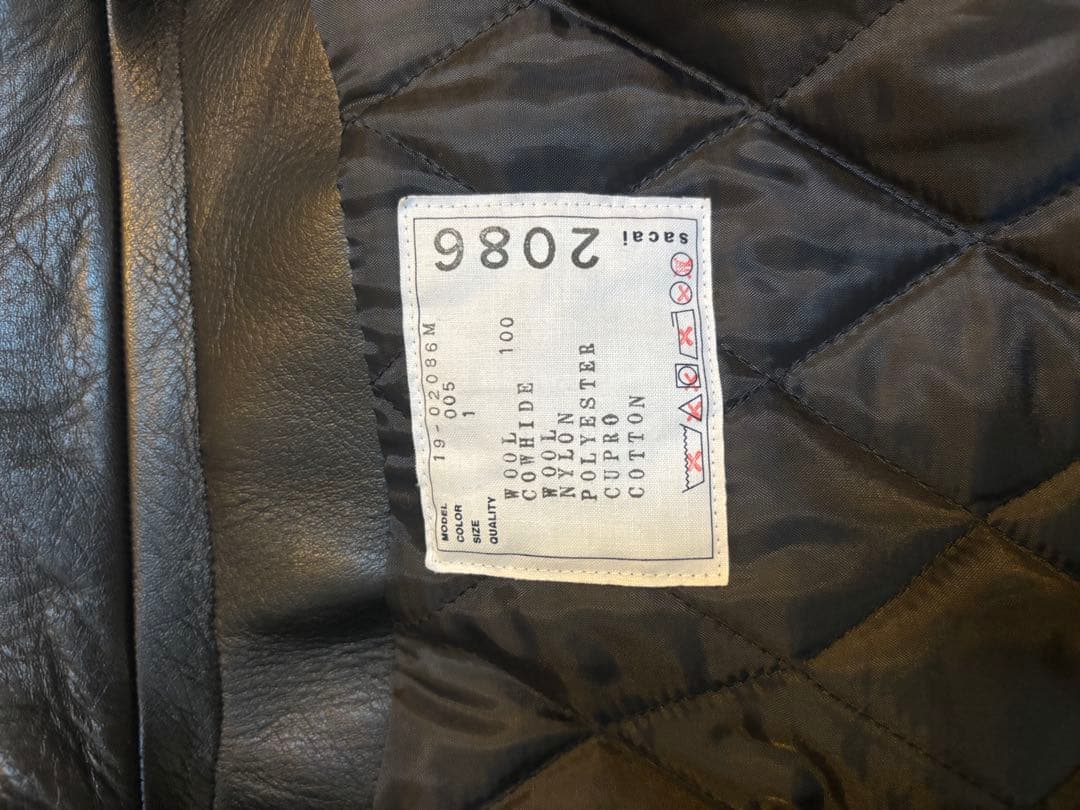 sacai
2086
MODEL 19-02086M
COLOR 005
SIZE 1
QUALITY
WOOL 100
COWHIDE
WOOL
NYLON
POLYESTER
CUPRO
COTTON